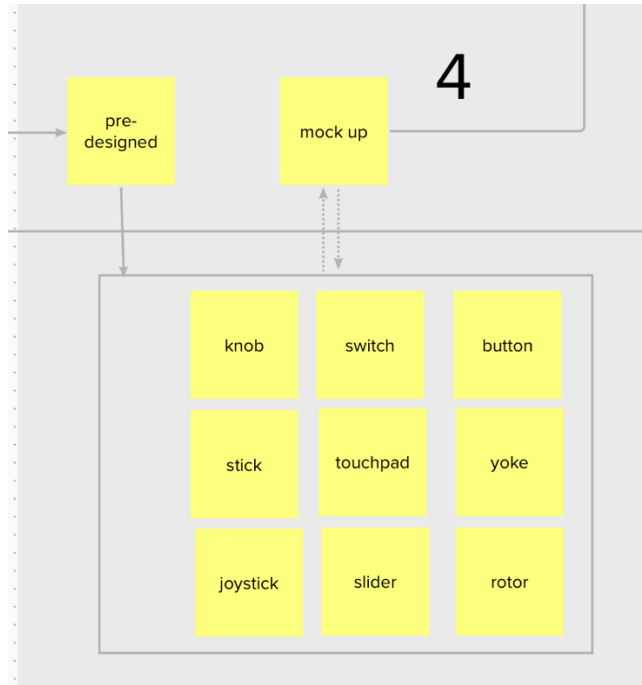 4
pre-
designed
mock up
knob
switch
button
stick
touchpad
yoke
joystick
slider
rotor